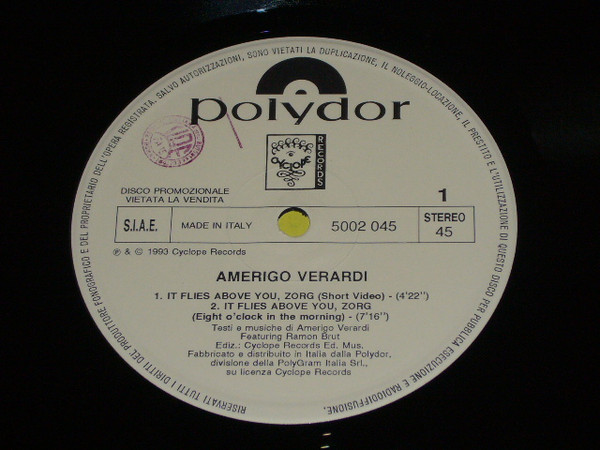 RISERVATI TUTTI I DIRITTI DEL PRODUTTORE FONOGRAFICO E DEL PROPRIETARIO DELL'OPERA REGISTRATA. SALVO AUTORIZZAZIONI, SONO VIETATI LA DUPLICAZIONE, IL NOLEGGIO-LOCAZIONE, IL PRESTITO E L'UTILIZZAZIONE DI QUESTO DISCO PER PUBBLICA ESECUZIONE E RADIODIFFUSIONE.
polydor
cyclope
RECORDS
DISCO PROMOZIONALE
VIETATA LA VENDITA
1
S.I.A.E.
MADE IN ITALY
5002 045
STEREO
45
℗ & © 1993 Cyclope Records
AMERIGO VERARDI
1. IT FLIES ABOVE YOU, ZORG (Short Video) - (4'22'')
2. IT FLIES ABOVE YOU, ZORG
(Eight o'clock in the morning) - (7'16'')
Testi e musiche di Amerigo Verardi
Featuring Ramon Brut
Ediz.: Cyclope Records Ed. Mus.
Fabbricato e distribuito in Italia dalla Polydor,
divisione della PolyGram Italia Srl.,
su licenza Cyclope Records